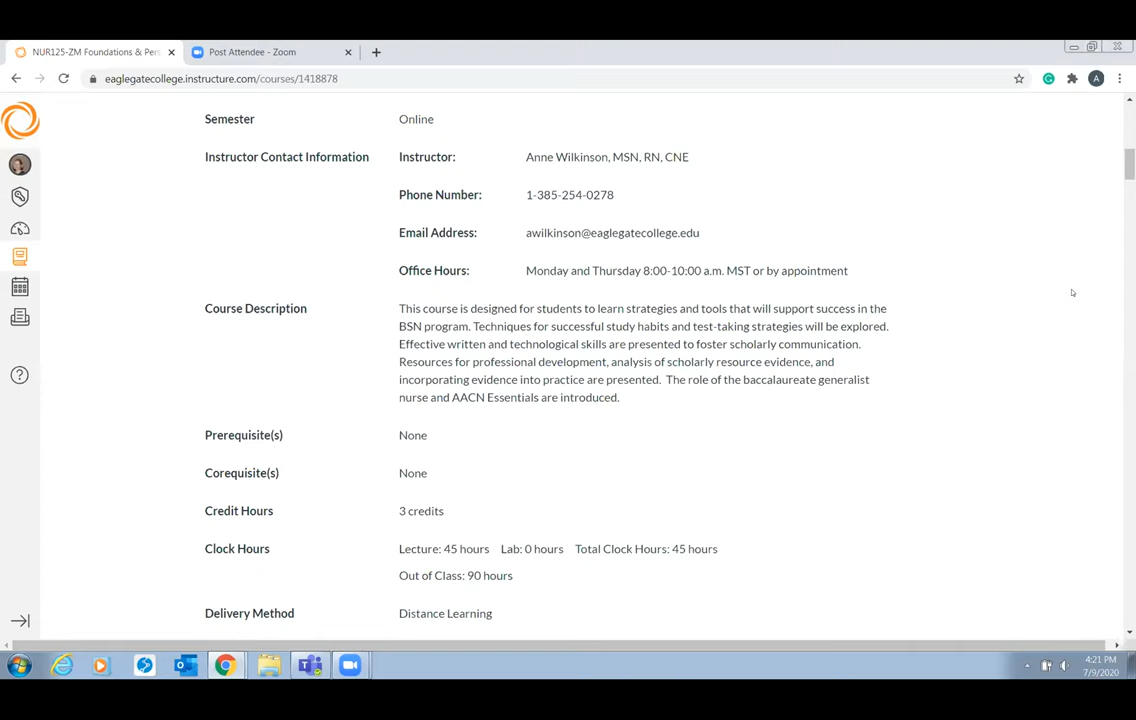 NUR125-ZM Foundations & Pers
Post Attendee - Zoom
eaglegatecollege.instructure.com/courses/1418878
A
Semester Online
Instructor Contact Information Instructor: Anne Wilkinson, MSN, RN, CNE
Phone Number: 1-385-254-0278
Email Address: awilkinson@eaglegatecollege.edu
Office Hours: Monday and Thursday 8:00-10:00 a.m. MST or by appointment
Course Description This course is designed for students to learn strategies and tools that will support success in the
BSN program. Techniques for successful study habits and test-taking strategies will be explored.
Effective written and technological skills are presented to foster scholarly communication.
Resources for professional development, analysis of scholarly resource evidence, and
incorporating evidence into practice are presented. The role of the baccalaureate generalist
nurse and AACN Essentials are introduced.
Prerequisite(s) None
Corequisite(s) None
Credit Hours 3 credits
Clock Hours Lecture: 45 hours Lab: 0 hours Total Clock Hours: 45 hours
Out of Class: 90 hours
Delivery Method Distance Learning
4:21 PM
7/9/2020